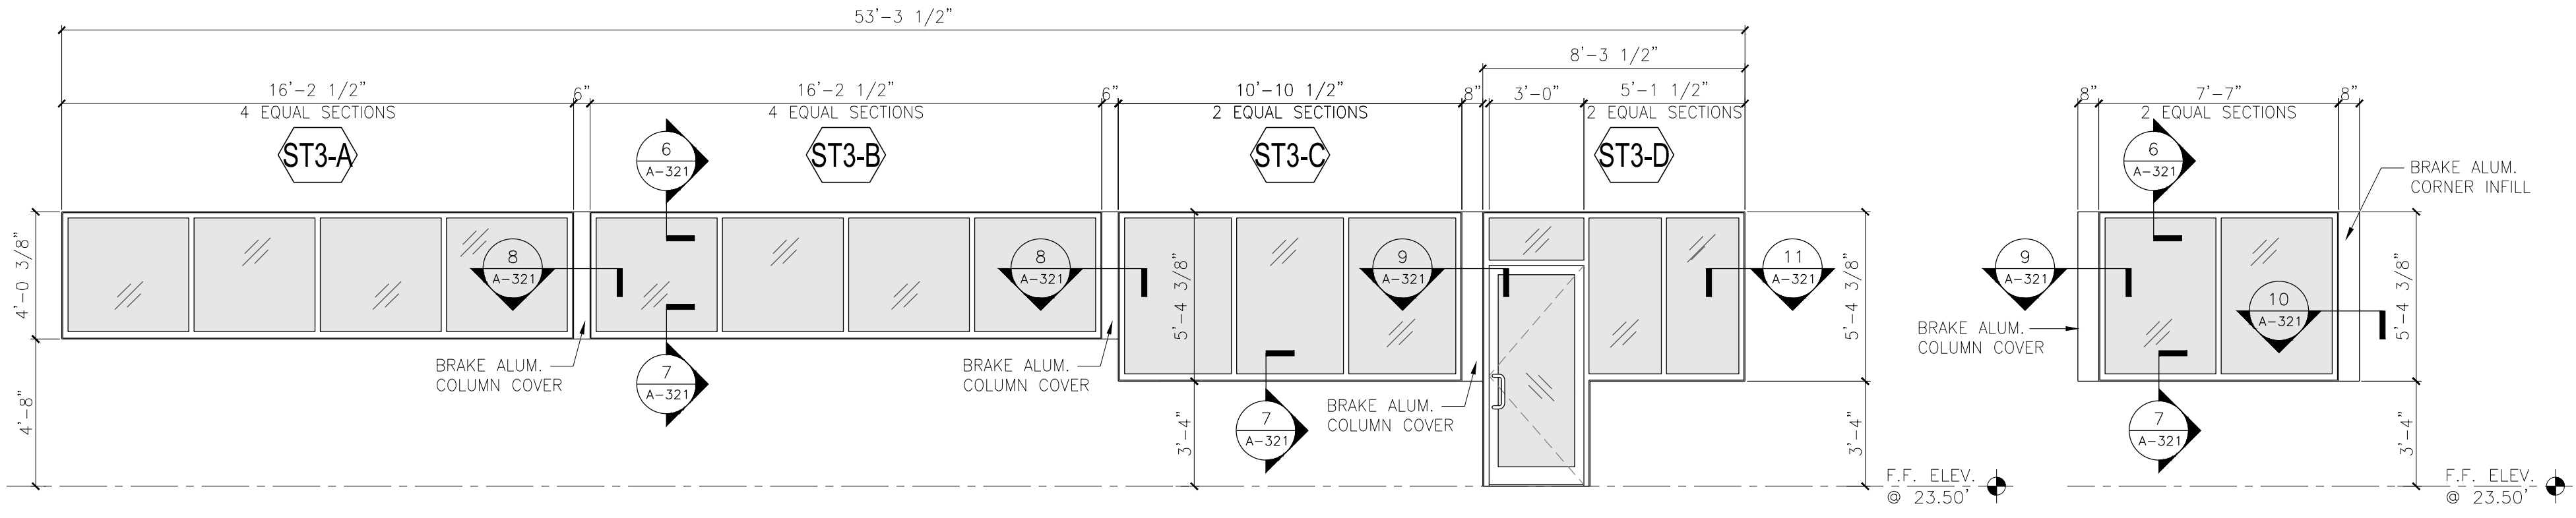 53'-3 1/2"
8'-3 1/2"
16'-2 1/2"
4 EQUAL SECTIONS
6"
16'-2 1/2"
4 EQUAL SECTIONS
6"
10'-10 1/2"
2 EQUAL SECTIONS
8"
3'-0"
5'-1 1/2"
2 EQUAL SECTIONS
8"
7'-7"
2 EQUAL SECTIONS
8"
ST3-A
6
A-321
ST3-B
ST3-C
ST3-D
6
A-321
BRAKE ALUM.
CORNER INFILL
4'-0 3/8"
8
A-321
8
A-321
5'-4 3/8"
9
A-321
11
A-321
5'-4 3/8"
9
A-321
10
A-321
5'-4 3/8"
BRAKE ALUM.
COLUMN COVER
BRAKE ALUM.
COLUMN COVER
7
A-321
BRAKE ALUM.
COLUMN COVER
BRAKE ALUM.
COLUMN COVER
4'-8"
3'-4"
7
A-321
3'-4"
7
A-321
3'-4"
F.F. ELEV.
@ 23.50'
F.F. ELEV.
@ 23.50'